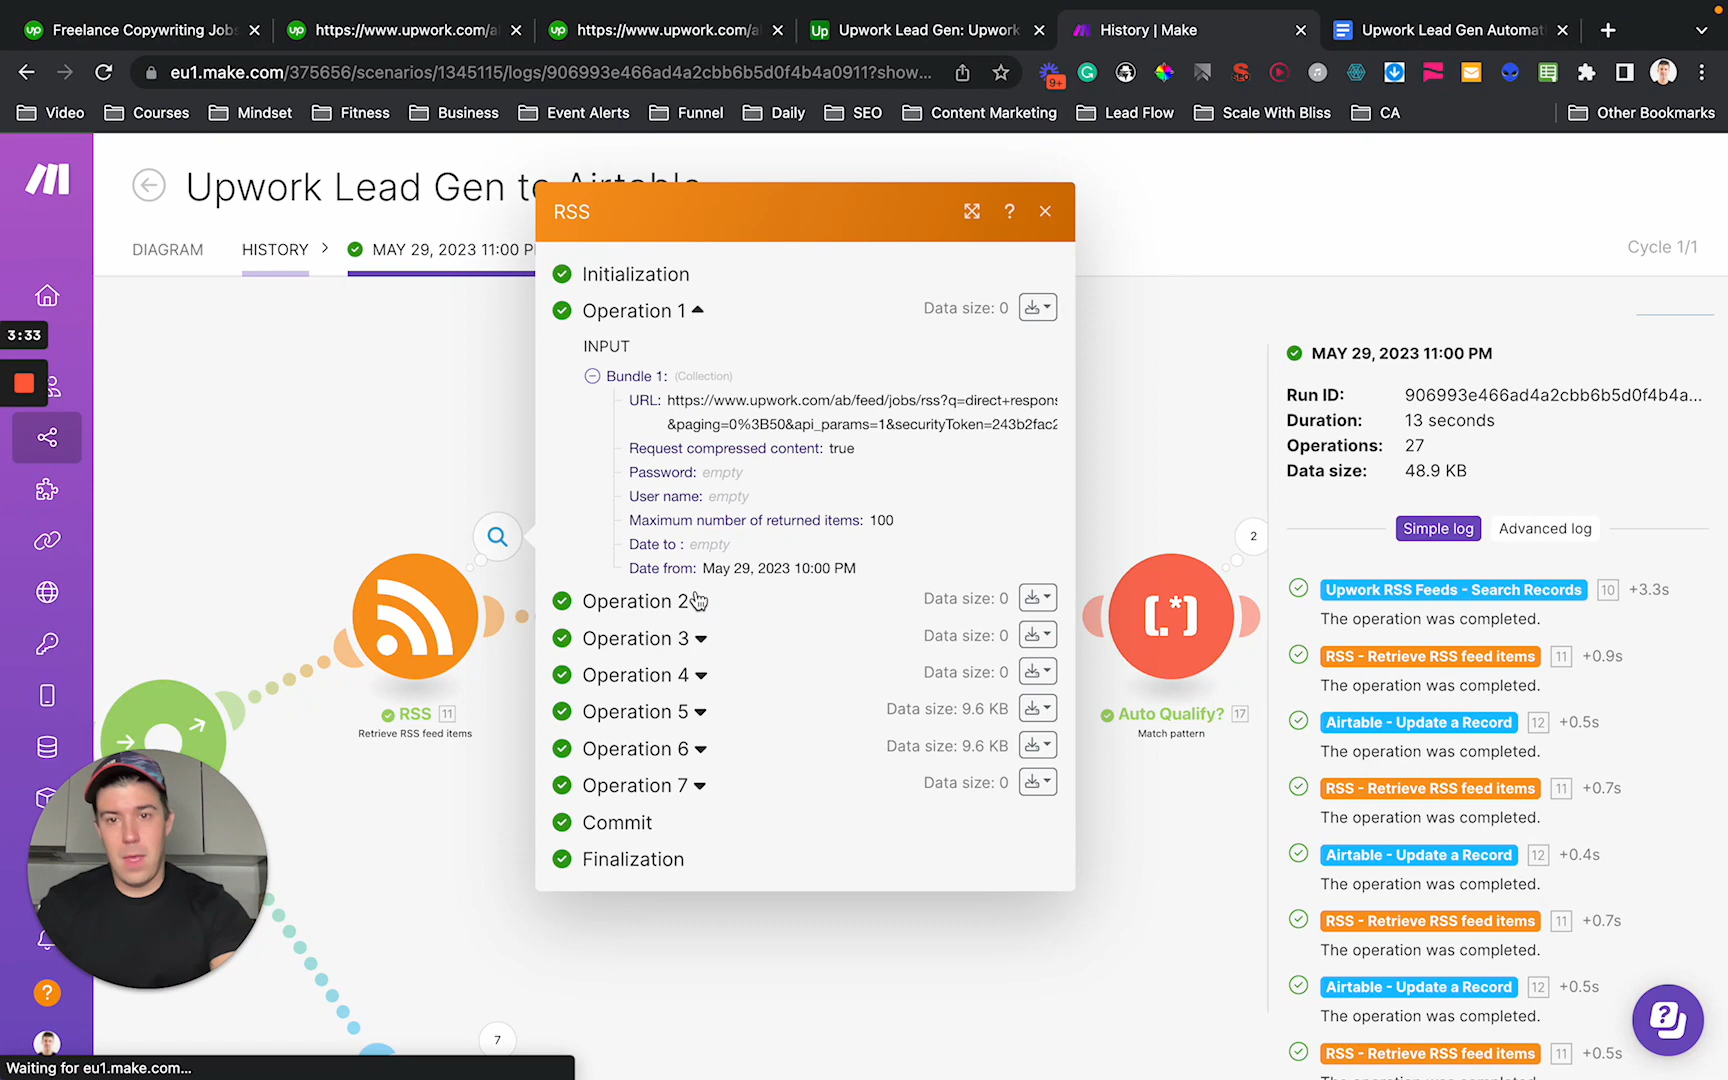 Freelance Copywriting Jobs
https://www.upwork.com/a
https://www.upwork.com/a
Upwork Lead Gen: Upwork
History | Make
Upwork Lead Gen Automat
eu1.make.com/375656/scenarios/1345115/logs/906993e466ad4a2cbb6b5d0f4b4a0911?show...
9+
Video
Courses
Mindset
Fitness
Business
Event Alerts
Funnel
Daily
SEO
Content Marketing
Lead Flow
Scale With Bliss
CA
Other Bookmarks
Upwork Lead Gen to Airtable
DIAGRAM
HISTORY
MAY 29, 2023 11:00 P
Cycle 1/1
3:33
RSS
?
Initialization
Operation 1
Data size: 0
INPUT
Bundle 1: (Collection)
URL: https://www.upwork.com/ab/feed/jobs/rss?q=direct+respons
&paging=0%3B50&api_params=1&securityToken=243b2fac2
Request compressed content: true
Password: empty
User name: empty
Maximum number of returned items: 100
Date to : empty
Date from: May 29, 2023 10:00 PM
Operation 2
Data size: 0
Operation 3
Data size: 0
Operation 4
Data size: 0
Operation 5
Data size: 9.6 KB
Operation 6
Data size: 9.6 KB
Operation 7
Data size: 0
Commit
Finalization
RSS 11
Retrieve RSS feed items
2
[.*]
Auto Qualify? 17
Match pattern
7
MAY 29, 2023 11:00 PM
Run ID: 906993e466ad4a2cbb6b5d0f4b4a...
Duration: 13 seconds
Operations: 27
Data size: 48.9 KB
Simple log
Advanced log
Upwork RSS Feeds - Search Records 10 +3.3s
The operation was completed.
RSS - Retrieve RSS feed items 11 +0.9s
The operation was completed.
Airtable - Update a Record 12 +0.5s
The operation was completed.
RSS - Retrieve RSS feed items 11 +0.7s
The operation was completed.
Airtable - Update a Record 12 +0.4s
The operation was completed.
RSS - Retrieve RSS feed items 11 +0.7s
The operation was completed.
Airtable - Update a Record 12 +0.5s
The operation was completed.
RSS - Retrieve RSS feed items 11 +0.5s
?
?
Waiting for eu1.make.com...